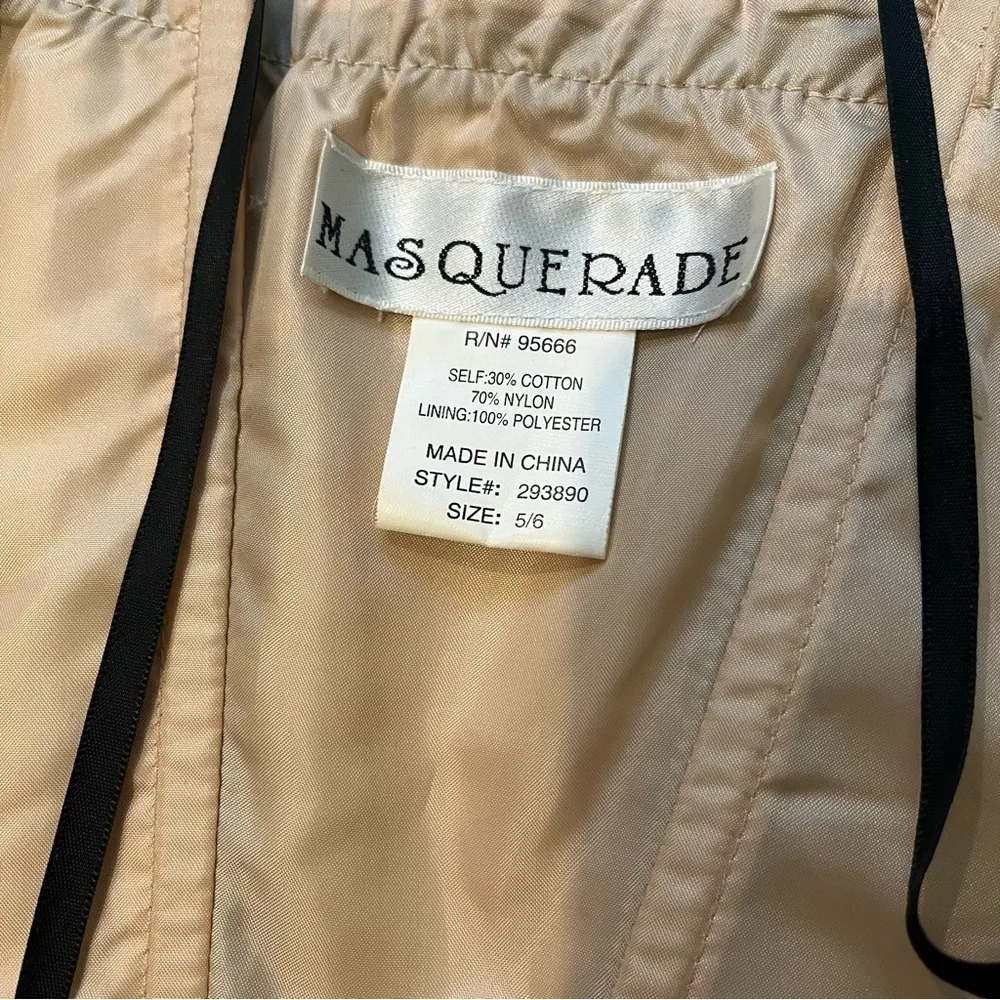 MASQUERADE
R/N# 95666
SELF:30% COTTON
70% NYLON
LINING:100% POLYESTER
MADE IN CHINA
STYLE#: 293890
SIZE: 5/6